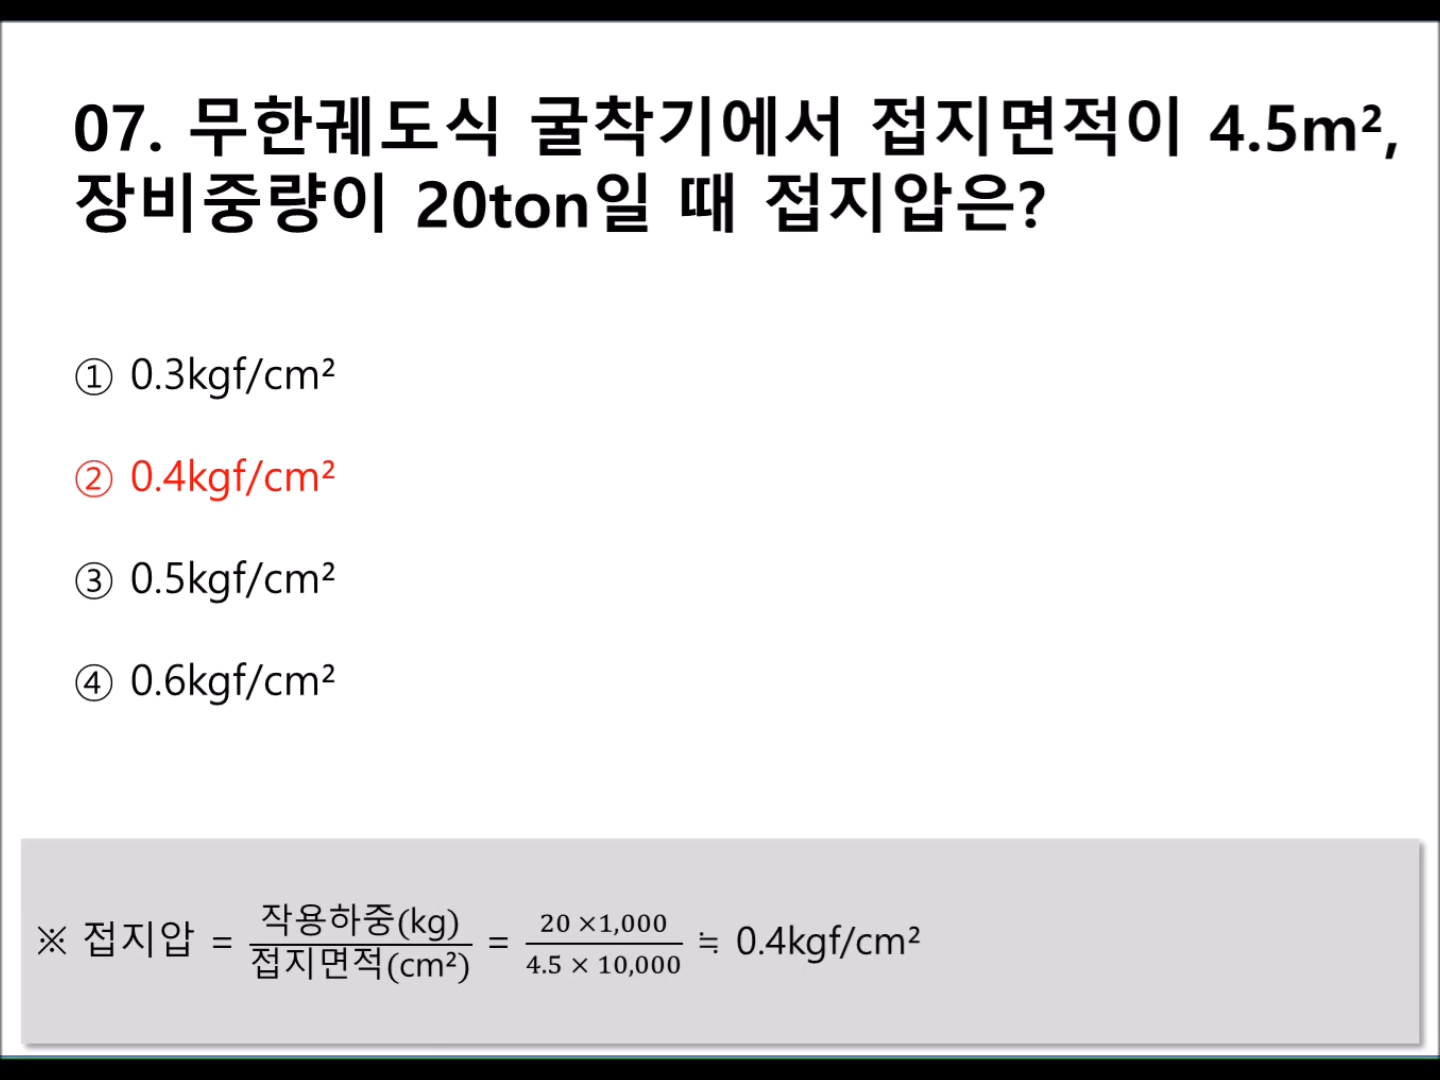 07. 무한궤도식 굴착기에서 접지면적이 4.5m²,
장비중량이 20ton일 때 접지압은?
① 0.3kgf/cm²
② 0.4kgf/cm²
③ 0.5kgf/cm²
④ 0.6kgf/cm²
※ 접지압 = 작용하중(kg)/접지면적(cm²) = 20 ×1,000/4.5 × 10,000 ≒ 0.4kgf/cm²